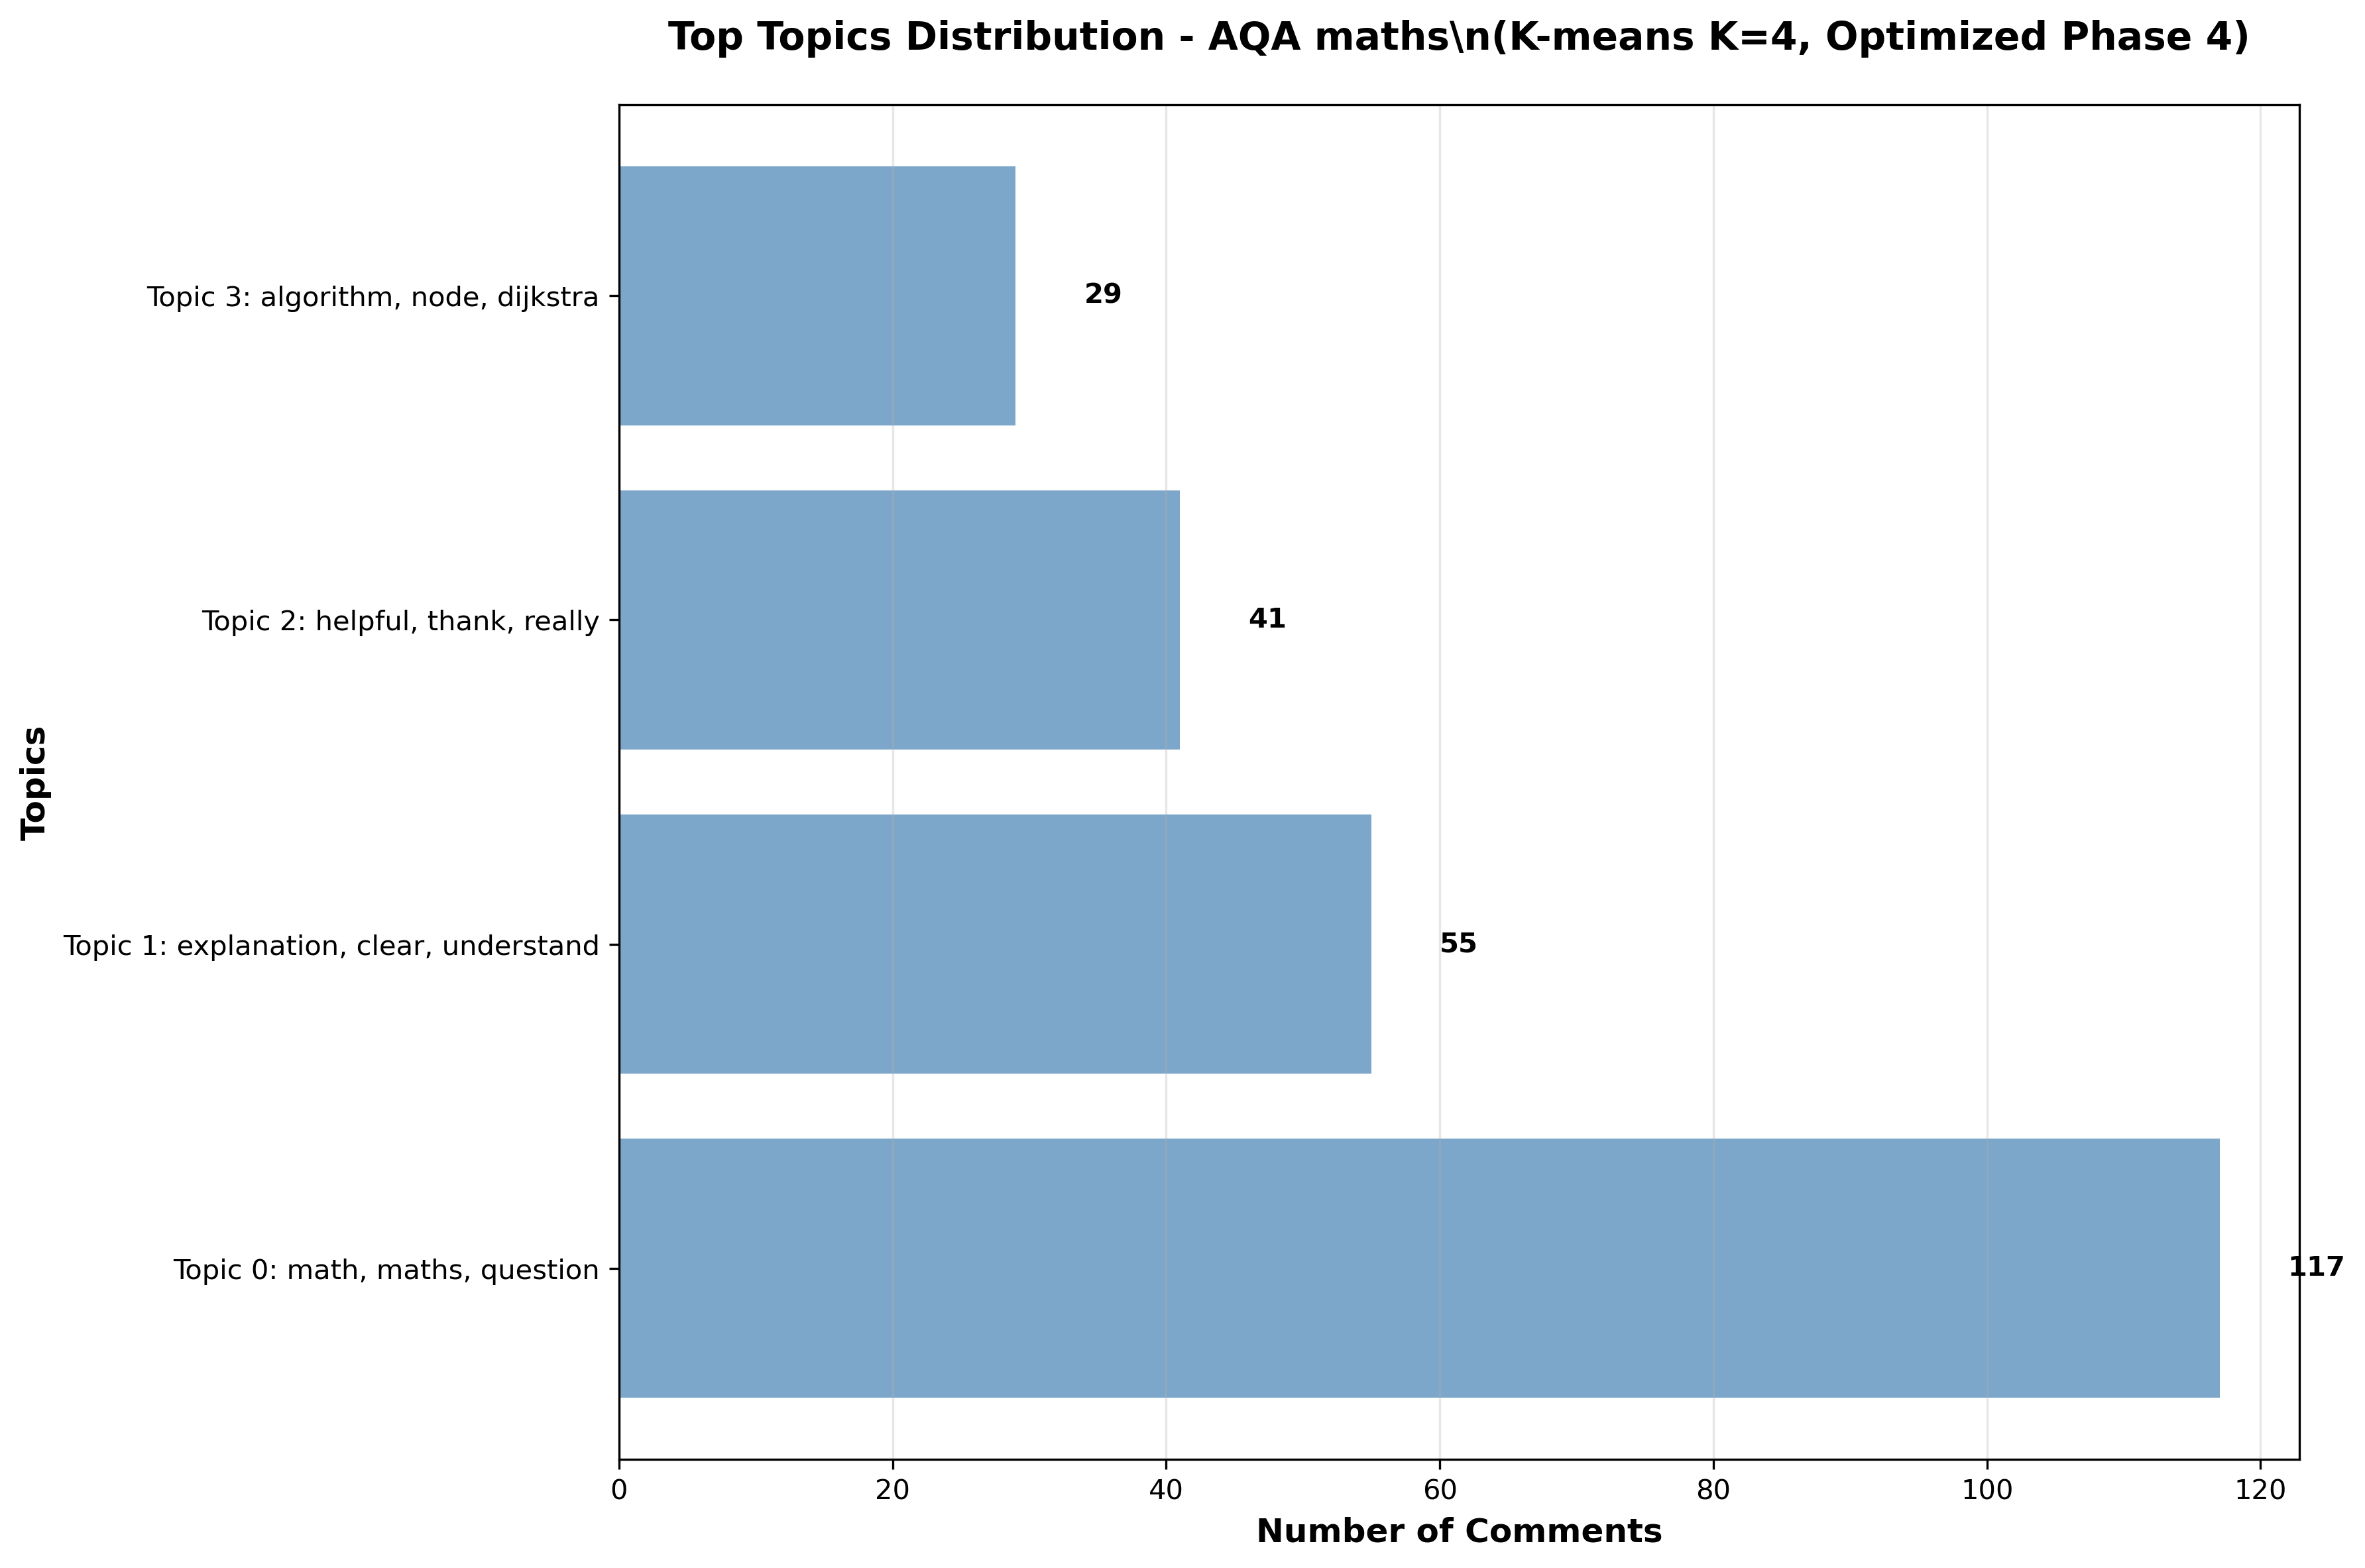 Top Topics Distribution - AQA maths\n(K-means K=4, Optimized Phase 4)
Topic 3: algorithm, node, dijkstra
29
Topic 2: helpful, thank, really
41
Topics
Topic 1: explanation, clear, understand
55
Topic 0: math, maths, question
117
0 20 40 60 80 100 120
Number of Comments